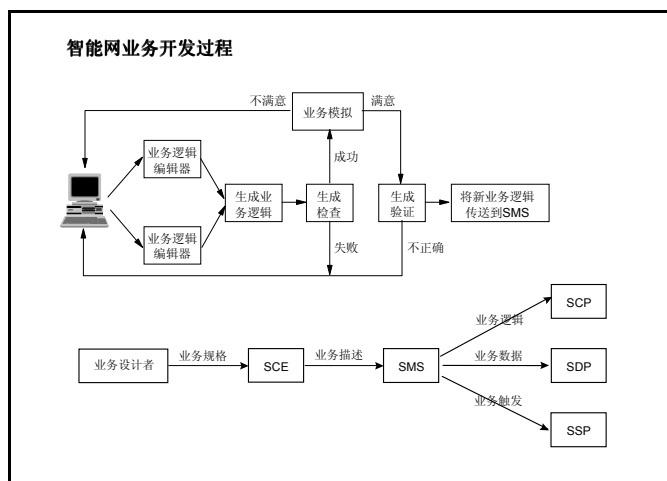 智能网业务开发过程
不满意
业务模拟
满意
业务逻辑
编辑器
成功
生成业
务逻辑
生成
检查
生成
验证
将新业务逻辑
传送到SMS
业务逻辑
编辑器
失败
不正确
SCP
业务逻辑
业务设计者
业务规格
SCE
业务描述
SMS
业务数据
SDP
业务触发
SSP